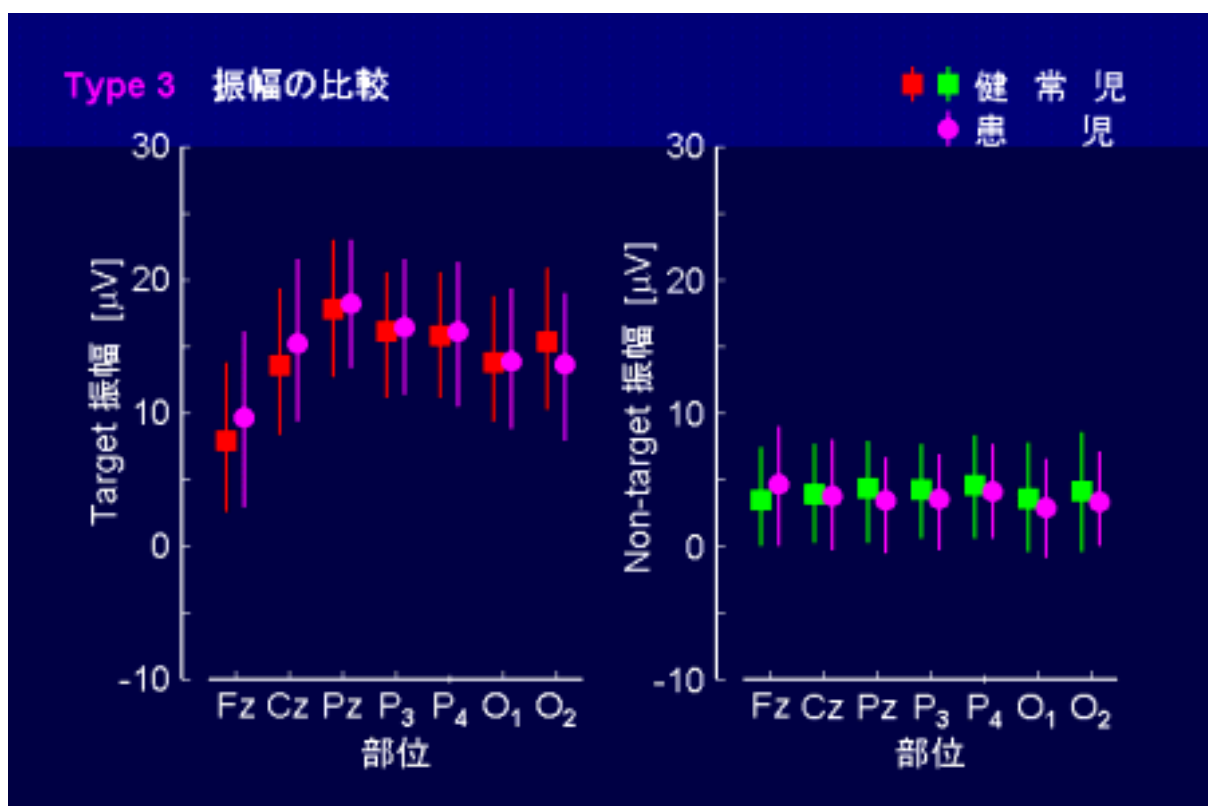 Type 3 振幅の比較
健 常 児
患 児
30
20
10
0
-10
Target 振幅 [μV]
Fz Cz Pz P3 P4 O1 O2
部位
30
20
10
0
-10
Non-target 振幅 [μV]
Fz Cz Pz P3 P4 O1 O2
部位